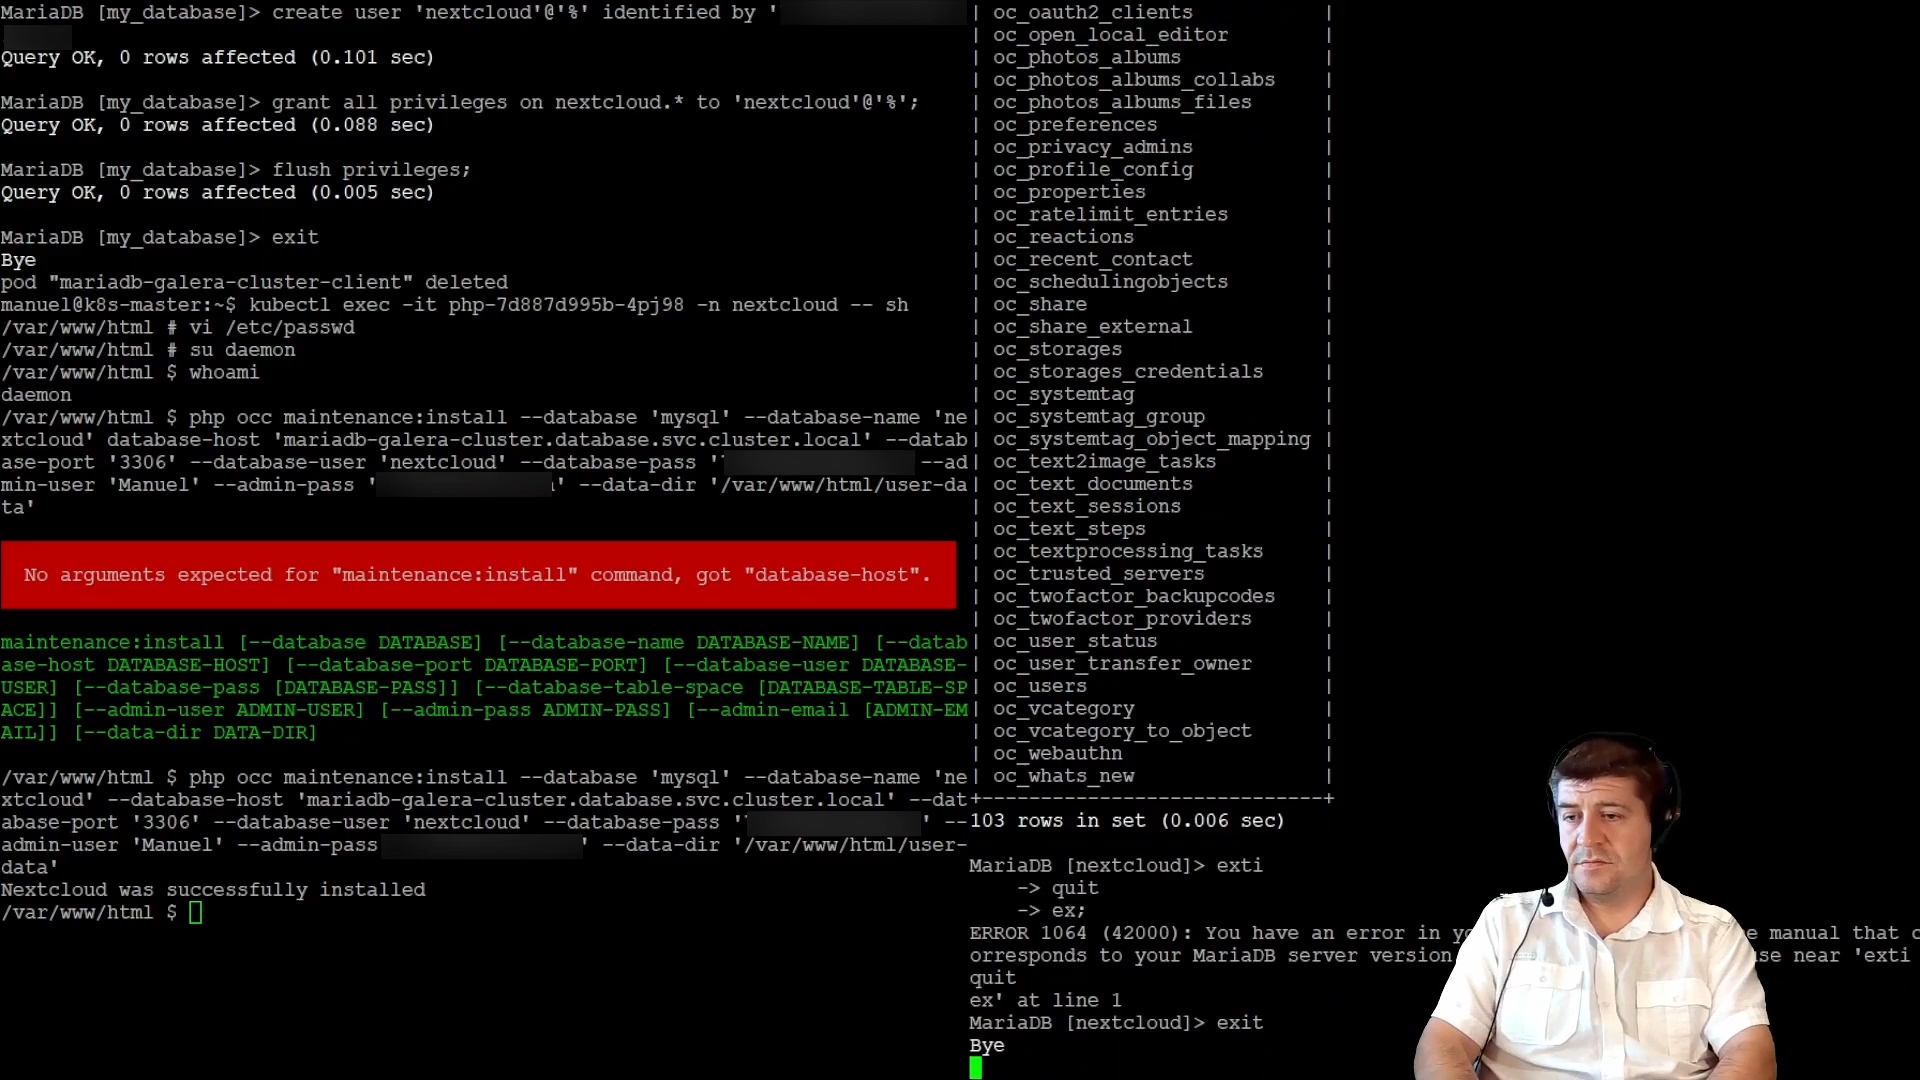 MariaDB [my_database]> create user 'nextcloud'@'%' identified by '
Query OK, 0 rows affected (0.101 sec)
MariaDB [my_database]> grant all privileges on nextcloud.* to 'nextcloud'@'%';
Query OK, 0 rows affected (0.088 sec)
MariaDB [my_database]> flush privileges;
Query OK, 0 rows affected (0.005 sec)
MariaDB [my_database]> exit
Bye
pod "mariadb-galera-cluster-client" deleted
manuel@k8s-master:~$ kubectl exec -it php-7d887d995b-4pj98 -n nextcloud -- sh
/var/www/html # vi /etc/passwd
/var/www/html # su daemon
/var/www/html $ whoami
daemon
/var/www/html $ php occ maintenance:install --database 'mysql' --database-name 'ne
xtcloud' database-host 'mariadb-galera-cluster.database.svc.cluster.local' --datab
ase-port '3306' --database-user 'nextcloud' --database-pass ' --ad
min-user 'Manuel' --admin-pass ' ' --data-dir '/var/www/html/user-da
ta'
No arguments expected for "maintenance:install" command, got "database-host".
maintenance:install [--database DATABASE] [--database-name DATABASE-NAME] [--datab
ase-host DATABASE-HOST] [--database-port DATABASE-PORT] [--database-user DATABASE-
USER] [--database-pass [DATABASE-PASS]] [--database-table-space [DATABASE-TABLE-SP
ACE]] [--admin-user ADMIN-USER] [--admin-pass ADMIN-PASS] [--admin-email [ADMIN-EM
AIL]] [--data-dir DATA-DIR]
/var/www/html $ php occ maintenance:install --database 'mysql' --database-name 'ne
xtcloud' --database-host 'mariadb-galera-cluster.database.svc.cluster.local' --dat
abase-port '3306' --database-user 'nextcloud' --database-pass ' --
admin-user 'Manuel' --admin-pass ' --data-dir '/var/www/html/user-
data'
Nextcloud was successfully installed
/var/www/html $
| oc_oauth2_clients |
| oc_open_local_editor |
| oc_photos_albums |
| oc_photos_albums_collabs |
| oc_photos_albums_files |
| oc_preferences |
| oc_privacy_admins |
| oc_profile_config |
| oc_properties |
| oc_ratelimit_entries |
| oc_reactions |
| oc_recent_contact |
| oc_schedulingobjects |
| oc_share |
| oc_share_external |
| oc_storages |
| oc_storages_credentials |
| oc_systemtag |
| oc_systemtag_group |
| oc_systemtag_object_mapping |
| oc_text2image_tasks |
| oc_text_documents |
| oc_text_sessions |
| oc_text_steps |
| oc_textprocessing_tasks |
| oc_trusted_servers |
| oc_twofactor_backupcodes |
| oc_twofactor_providers |
| oc_user_status |
| oc_user_transfer_owner |
| oc_users |
| oc_vcategory |
| oc_vcategory_to_object |
| oc_webauthn |
| oc_whats_new |
+------------------------------+
103 rows in set (0.006 sec)
MariaDB [nextcloud]> exti
-> quit
-> ex;
ERROR 1064 (42000): You have an error in manual that c
orresponds to your MariaDB server version near 'exti
quit
ex' at line 1
MariaDB [nextcloud]> exit
Bye